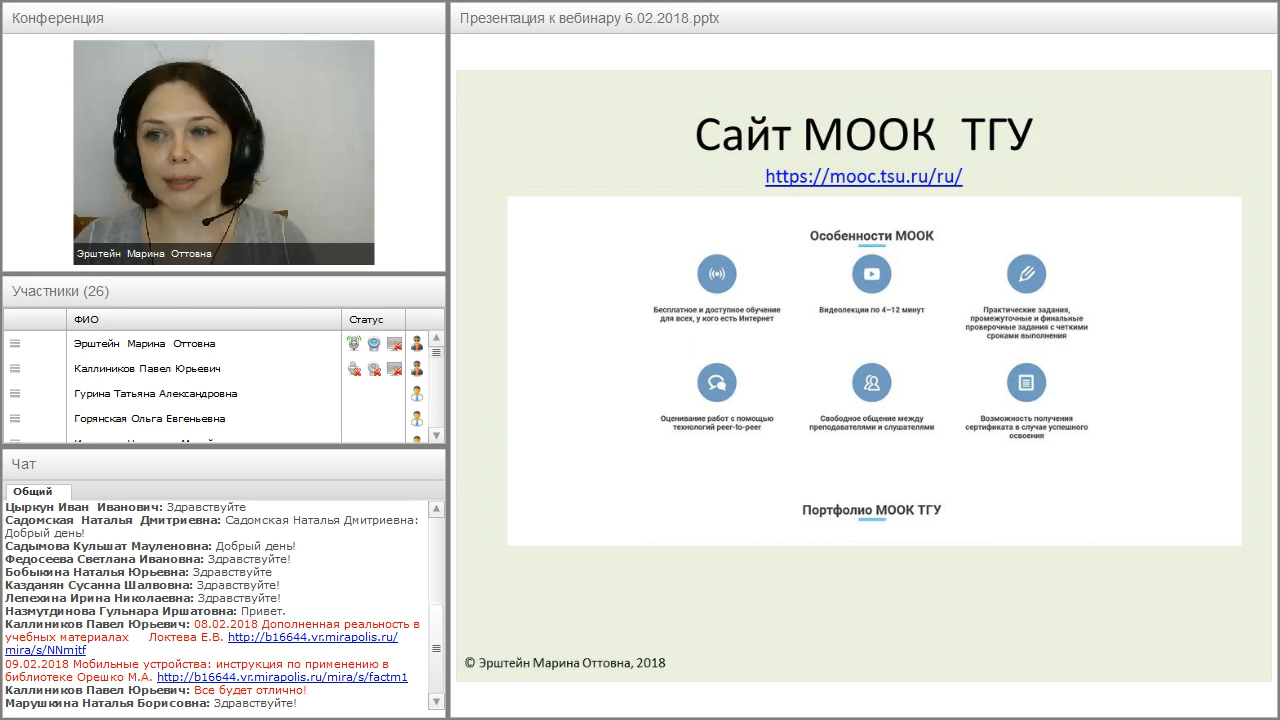 Конференция
Эрштейн Марина Оттовна
Участники (26)
ФИО Статус
Эрштейн Марина Оттовна
Каллиников Павел Юрьевич
Гурина Татьяна Александровна
Горянская Ольга Евгеньевна
Чат
Общий
Цыркун Иван Иванович: Здравствуйте
Садомская Наталья Дмитриевна: Садомская Наталья Дмитриевна:
Добрый день!
Садымова Кульшат Мауленовна: Добрый день!
Федосеева Светлана Ивановна: Здравствуйте!
Бобыкина Наталья Юрьевна: Здравствуйте
Казданян Сусанна Шалвовна: Здравствуйте!
Лепехина Ирина Николаевна: Здравствуйте!
Назмутдинова Гульнара Иршатовна: Привет.
Каллиников Павел Юрьевич: 08.02.2018 Дополненная реальность в
учебных материалах Локтева Е.В. http://b16644.vr.mirapolis.ru/
mira/s/NNmjtf
09.02.2018 Мобильные устройства: инструкция по применению в
библиотеке Орешко М.А. http://b16644.vr.mirapolis.ru/mira/s/factm1
Каллиников Павел Юрьевич: Все будет отлично!
Марушкина Наталья Борисовна: Здравствуйте!
Презентация к вебинару 6.02.2018.pptx
Сайт МООК ТГУ
https://mooc.tsu.ru/ru/
Особенности МООК
Бесплатное и доступное обучение
для всех, у кого есть Интернет
Видеолекции по 4–12 минут
Практические задания,
промежуточные и финальные
проверочные задания с четкими
сроками выполнения
Оценивание работ с помощью
технологий peer-to-peer
Свободное общение между
преподавателями и слушателями
Возможность получения
сертификата в случае успешного
освоения
Портфолио МООК ТГУ
© Эрштейн Марина Оттовна, 2018